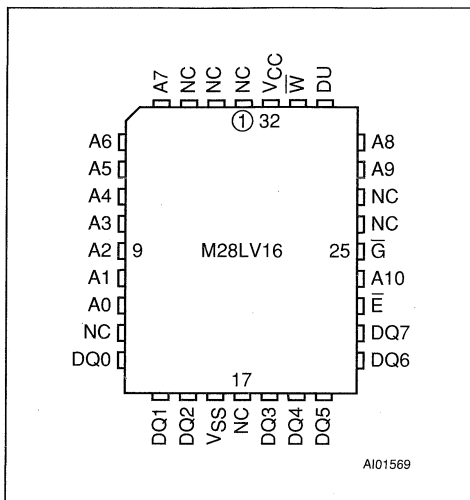 A7 NC NC NC VCC W̅ DU
① 32
A6 A8
A5 A9
A4 NC
A3 NC
A2 9 M28LV16 25 G̅
A1 A10
A0 E̅
NC DQ7
DQ0 DQ6
17
DQ1 DQ2 VSS NC DQ3 DQ4 DQ5
AI01569